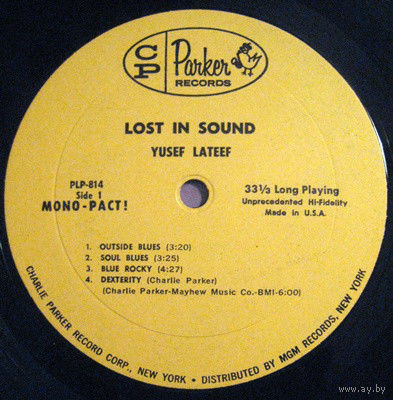 CP Parker
RECORDS
LOST IN SOUND
YUSEF LATEEF
PLP-814
Side 1
MONO-PACT!
33⅓ Long Playing
Unprecedented Hi-Fidelity
Made in U.S.A.
1. OUTSIDE BLUES (3:20)
2. SOUL BLUES (3:25)
3. BLUE ROCKY (4:27)
4. DEXTERITY (Charlie Parker)
(Charlie Parker-Mayhew Music Co.-BMI-6:00)
CHARLIE PARKER RECORD CORP., NEW YORK • DISTRIBUTED BY MGM RECORDS, NEW YORK
www.ay.by